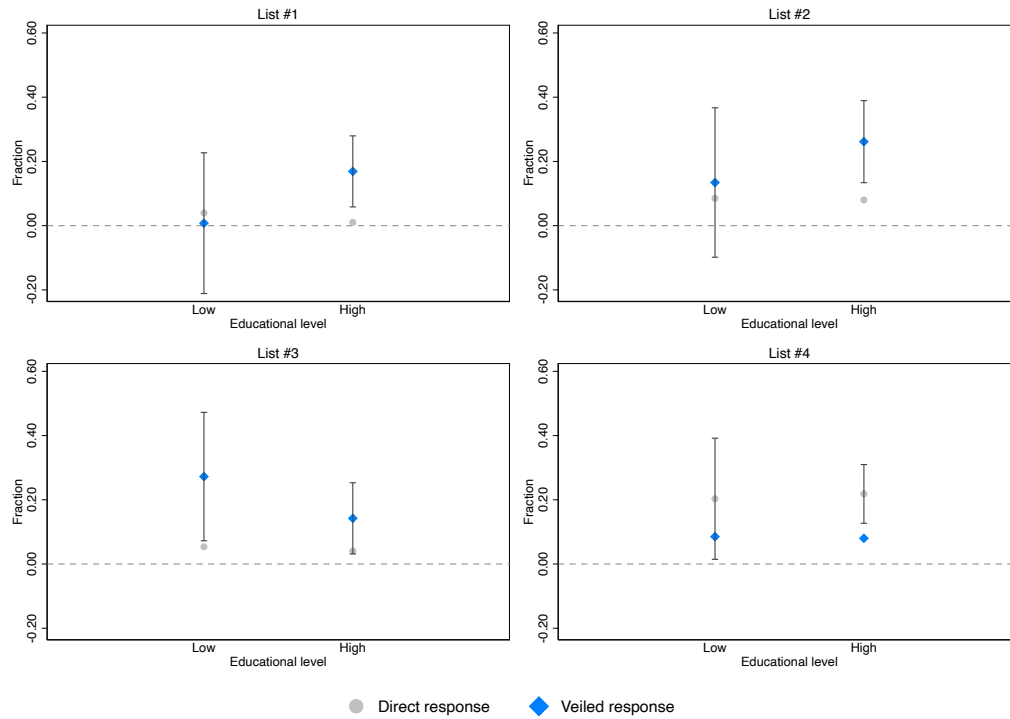 List #1
0.60
0.40
0.20
0.00
-0.20
Fraction
Low
High
Educational level
List #2
0.60
0.40
0.20
0.00
-0.20
Fraction
Low
High
Educational level
List #3
0.60
0.40
0.20
0.00
-0.20
Fraction
Low
High
Educational level
List #4
0.60
0.40
0.20
0.00
-0.20
Fraction
Low
High
Educational level
Direct response
Veiled response